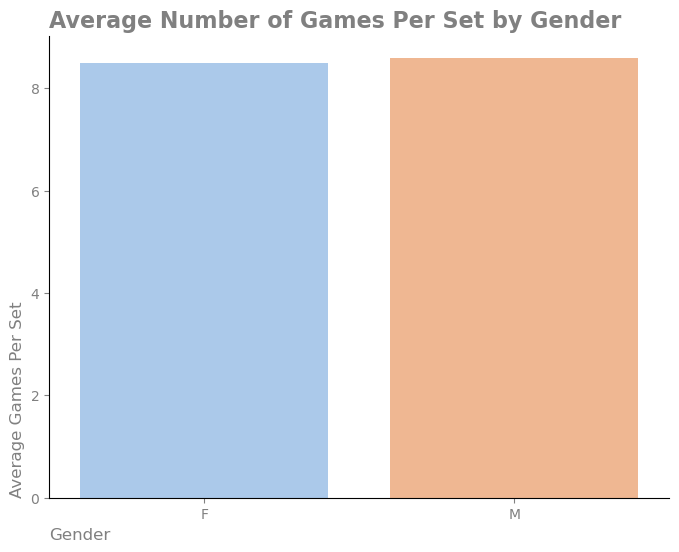 Average Number of Games Per Set by Gender
Average Games Per Set
8
6
4
2
0
F M
Gender